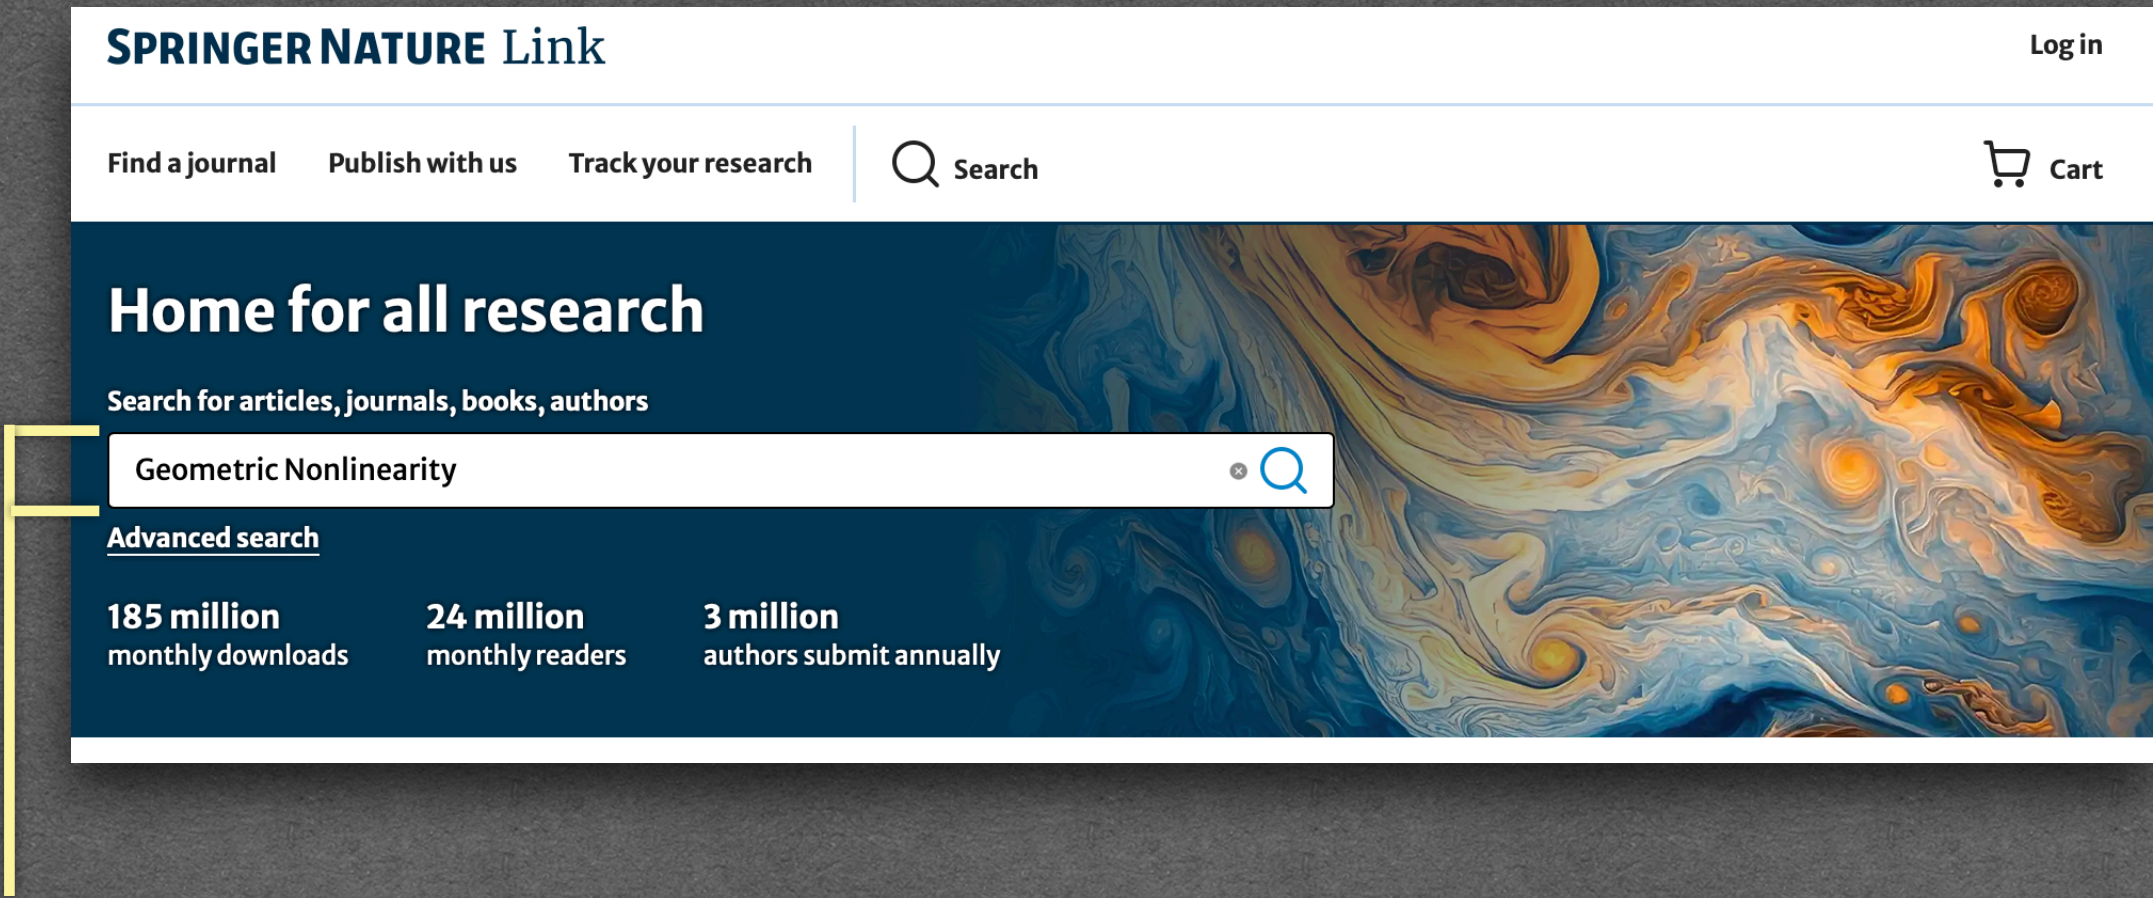 SPRINGER NATURE Link
Log in
Find a journal
Publish with us
Track your research
Search
Cart
Home for all research
Search for articles, journals, books, authors
Geometric Nonlinearity
Advanced search
185 million
monthly downloads
24 million
monthly readers
3 million
authors submit annually